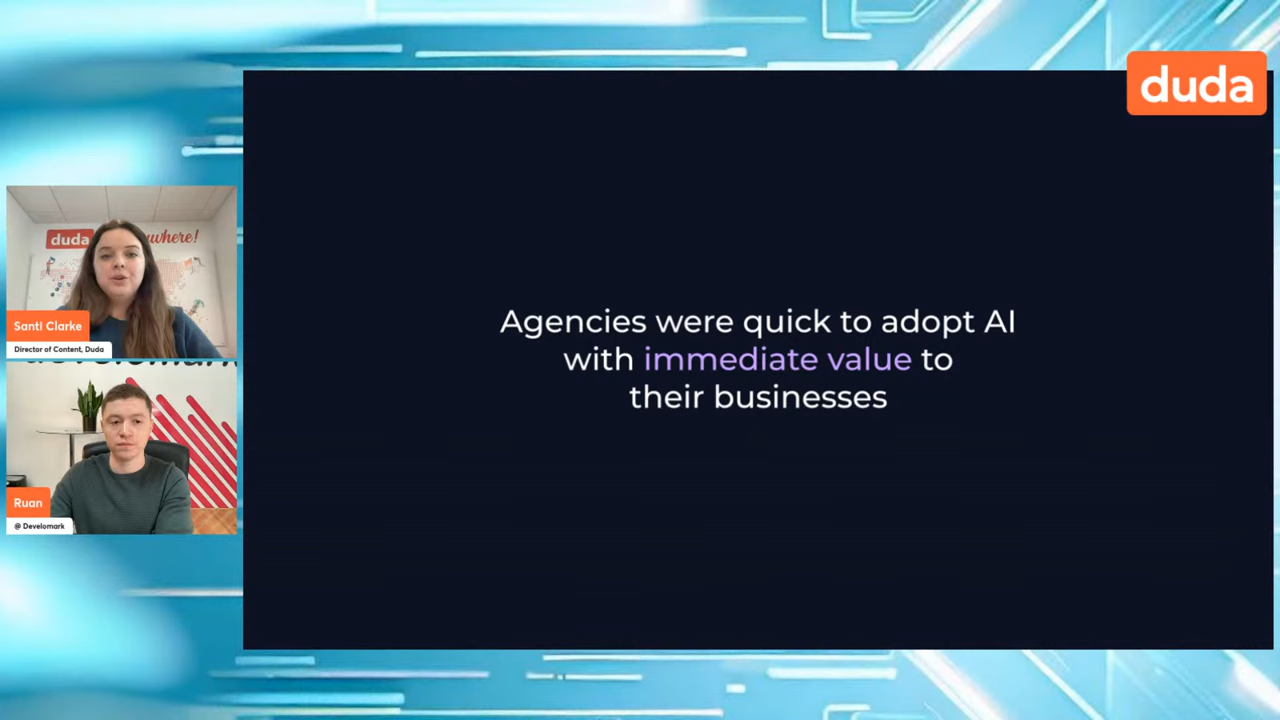 duda
duda
where!
Santi Clarke
Director of Content, Duda
Ruan
@ Develomark
Agencies were quick to adopt AI
with immediate value to
their businesses